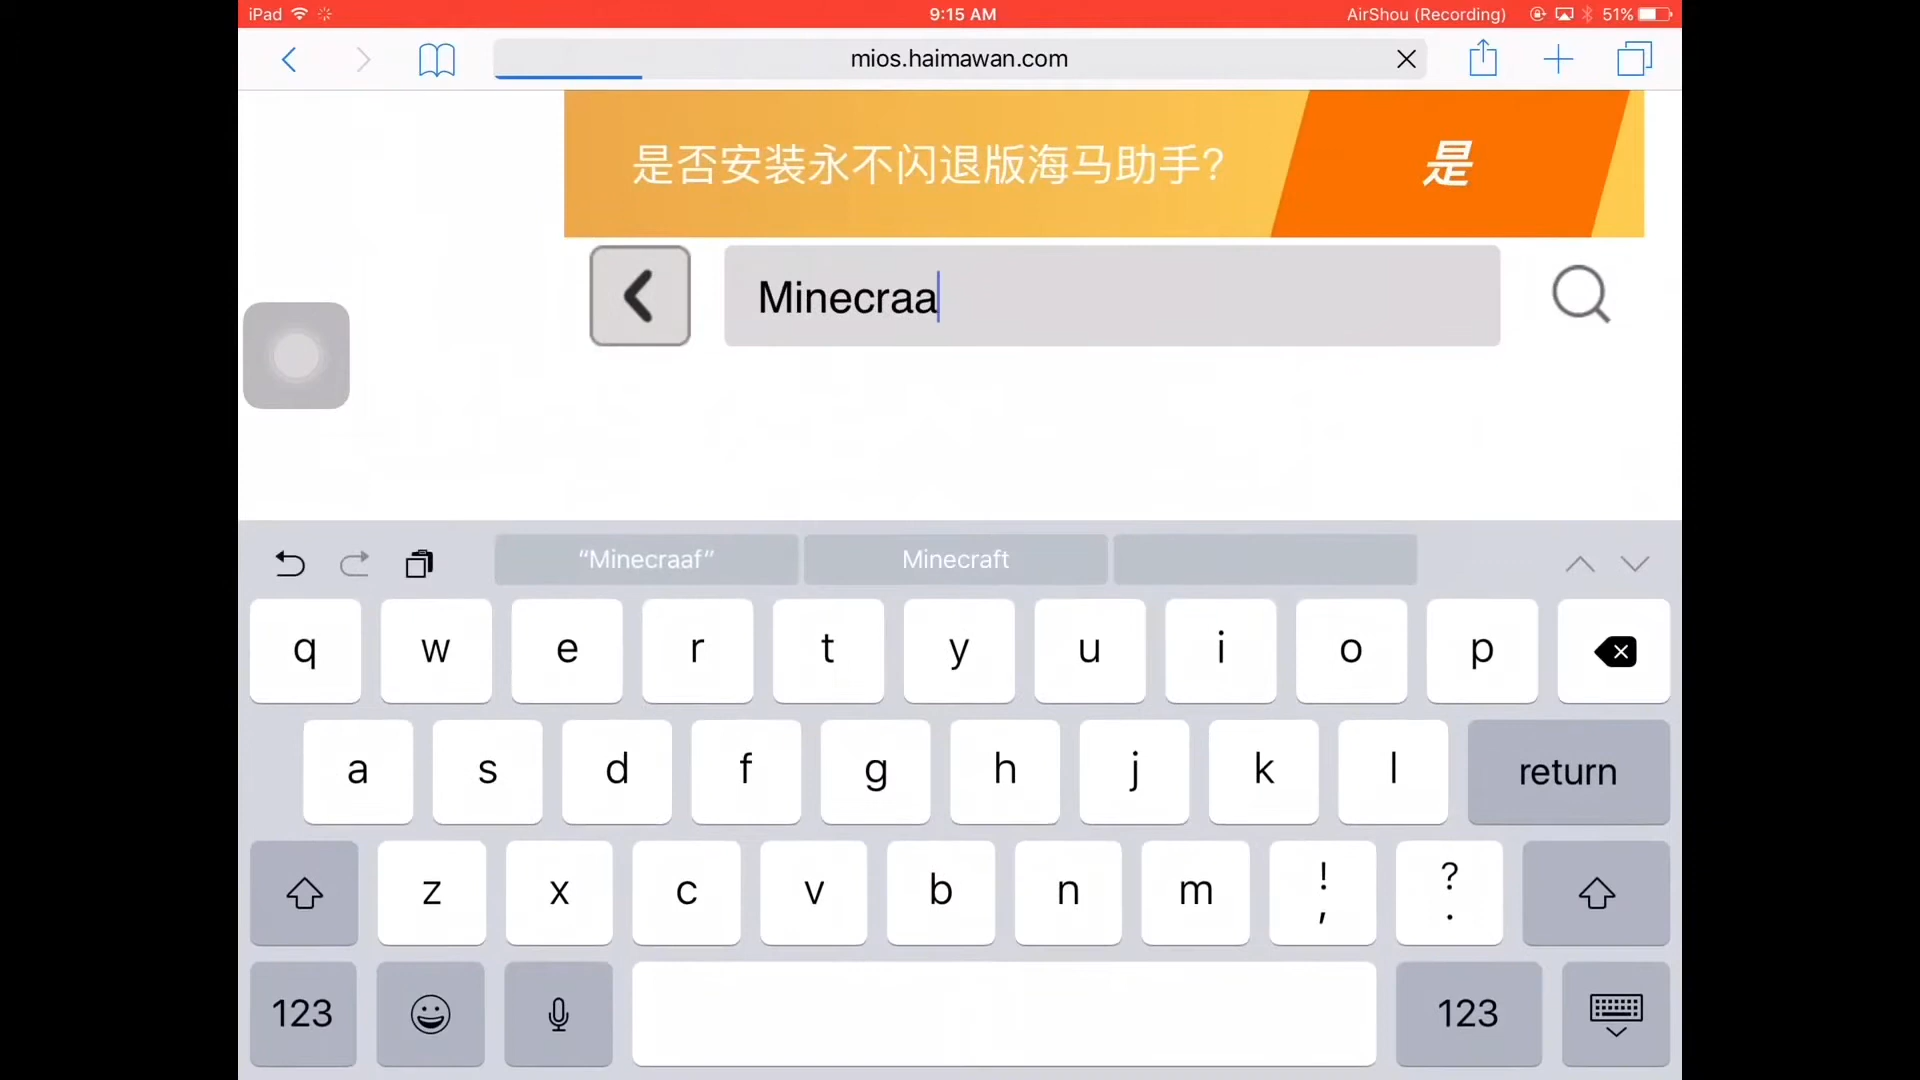 iPad 9:15 AM AirShou (Recording) 51%
mios.haimawan.com
是否安装永不闪退版海马助手? 是
Minecraa
“Minecraaf” Minecraft
q w e r t y u i o p
a s d f g h j k l return
z x c v b n m ! , ? .
123 123